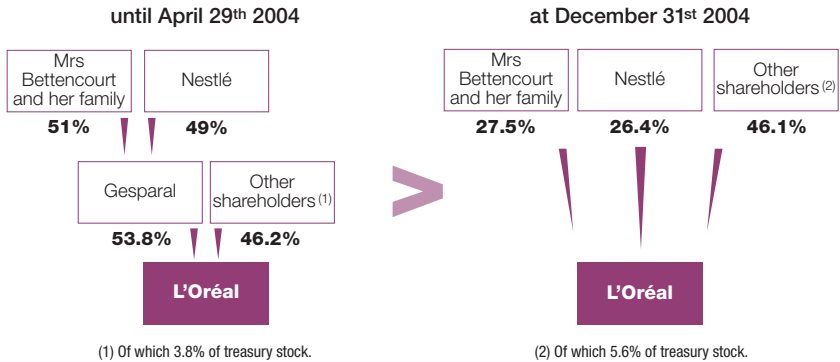 until April 29th 2004
Mrs
Bettencourt
and her family
Nestlé
51%
49%
Gesparal
Other
shareholders (1)
53.8%
46.2%
L'Oréal
(1) Of which 3.8% of treasury stock.
>
at December 31st 2004
Mrs
Bettencourt
and her family
Nestlé
Other
shareholders (2)
27.5%
26.4%
46.1%
L'Oréal
(2) Of which 5.6% of treasury stock.